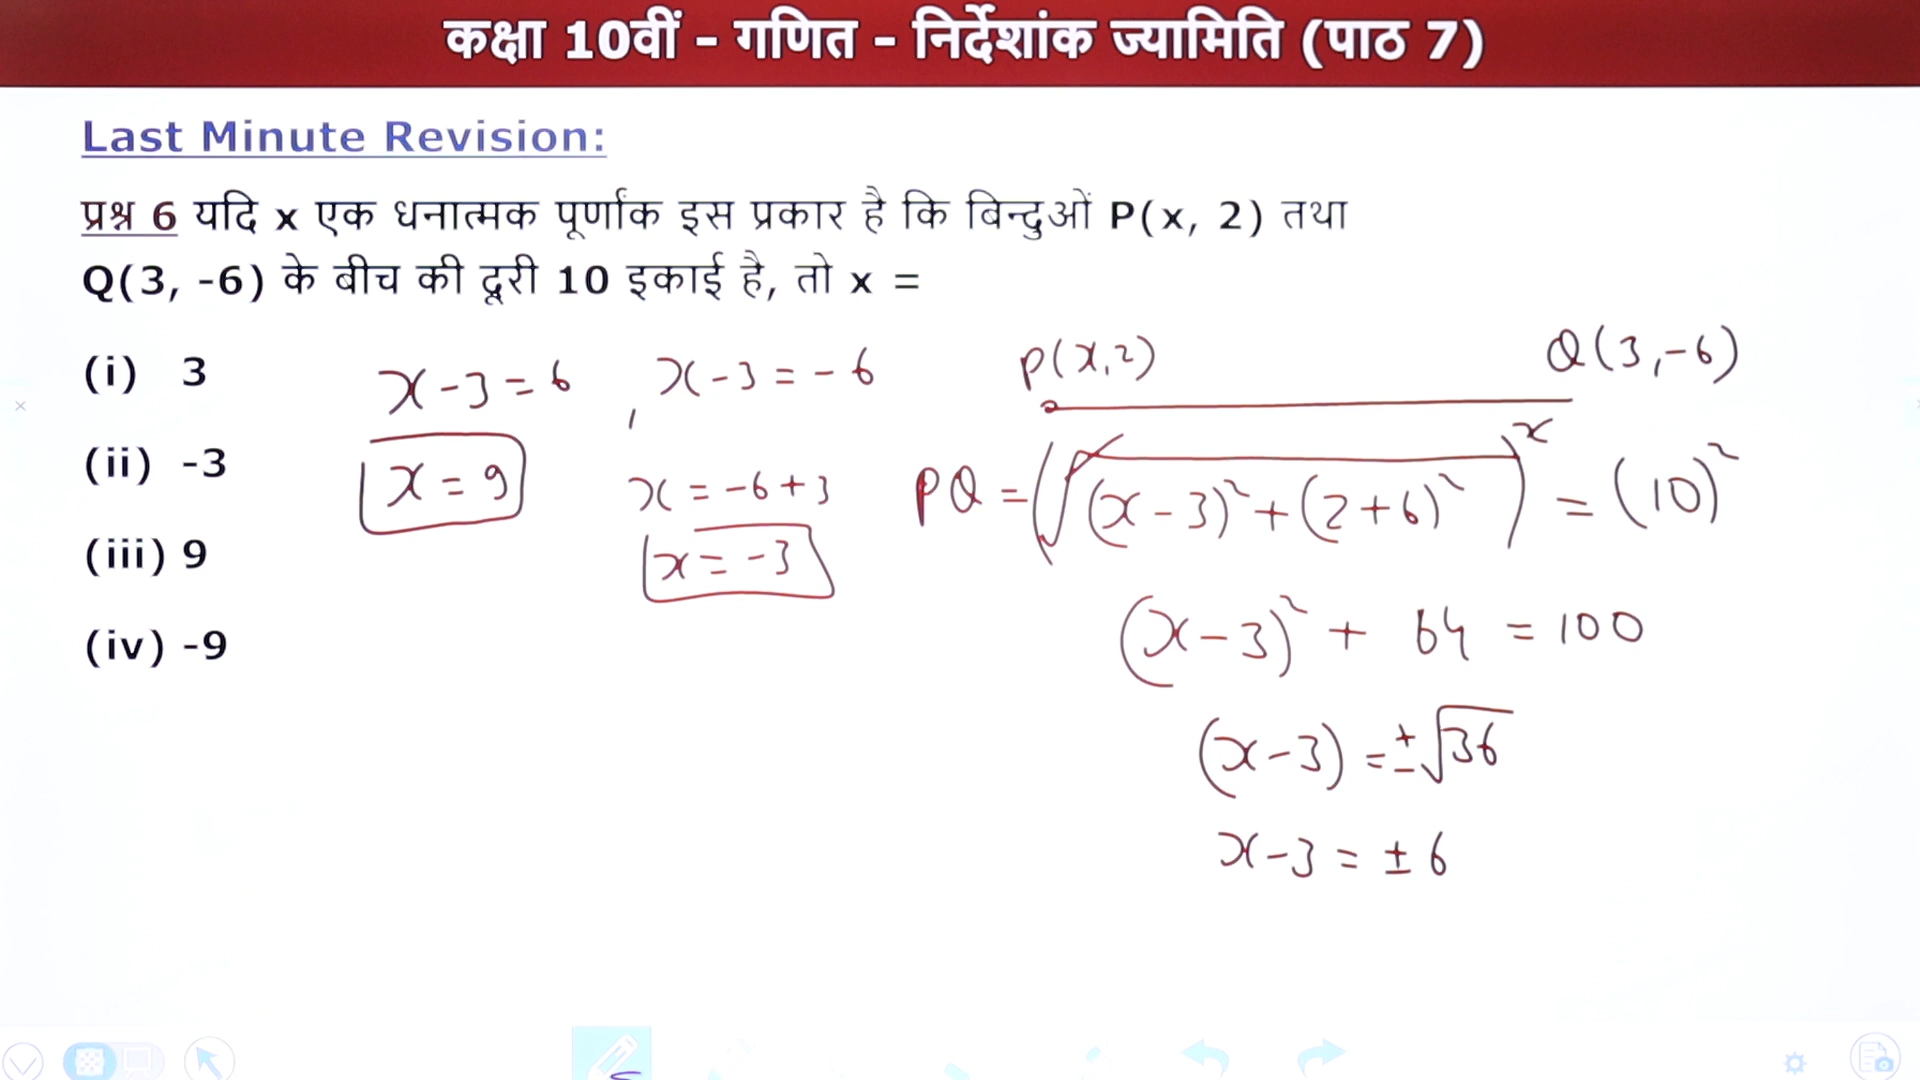 कक्षा 10वीं - गणित - निर्देशांक ज्यामिति (पाठ 7)
Last Minute Revision:
प्रश्न 6 यदि x एक धनात्मक पूर्णांक इस प्रकार है कि बिन्दुओं P(x, 2) तथा
Q(3, -6) के बीच की दूरी 10 इकाई है, तो x =
(i) 3
(ii) -3
(iii) 9
(iv) -9
x - 3 = 6 , x - 3 = - 6
x = 9
x = -6 + 3
x = -3
P(x, 2) Q(3, -6)
PQ = (√(x - 3)² + (2 + 6)²)² = (10)²
(x - 3)² + 64 = 100
(x - 3) = ± √36
x - 3 = ± 6